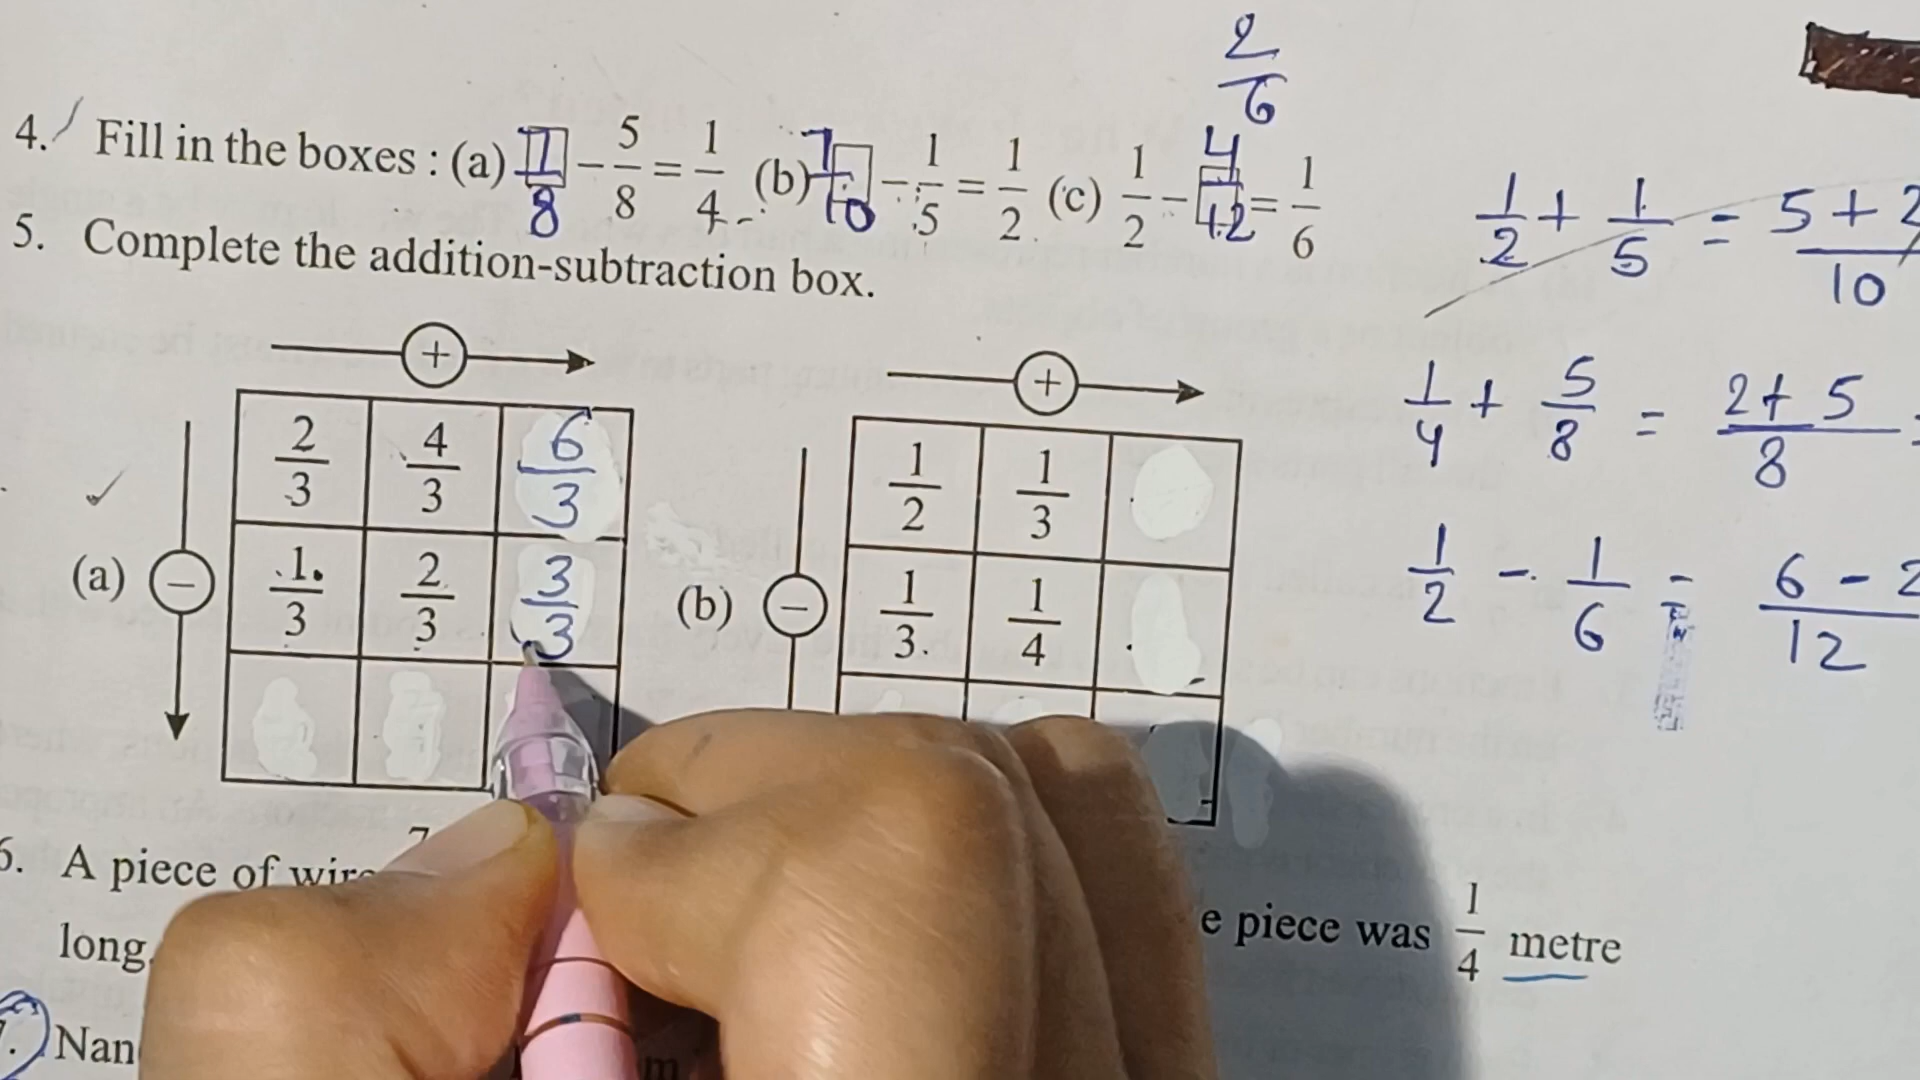 2/6
4. Fill in the boxes : (a) 7/8 − 5/8 = 1/4 (b) 7/10 − 1/5 = 1/2 (c) 1/2 − 4/12 = 1/6
1/2 + 1/5 = 5 + 2/10
5. Complete the addition-subtraction box.
+ +
1/4 + 5/8 = 2 + 5/8 =
2/3 4/3 6/3
1/2 1/3
1/2 − 1/6 = 6 − 2/12
(a) − 1/3 2/3 3/3
(b) − 1/3 1/4
6. A piece of
long e piece was 1/4 metre
Nan